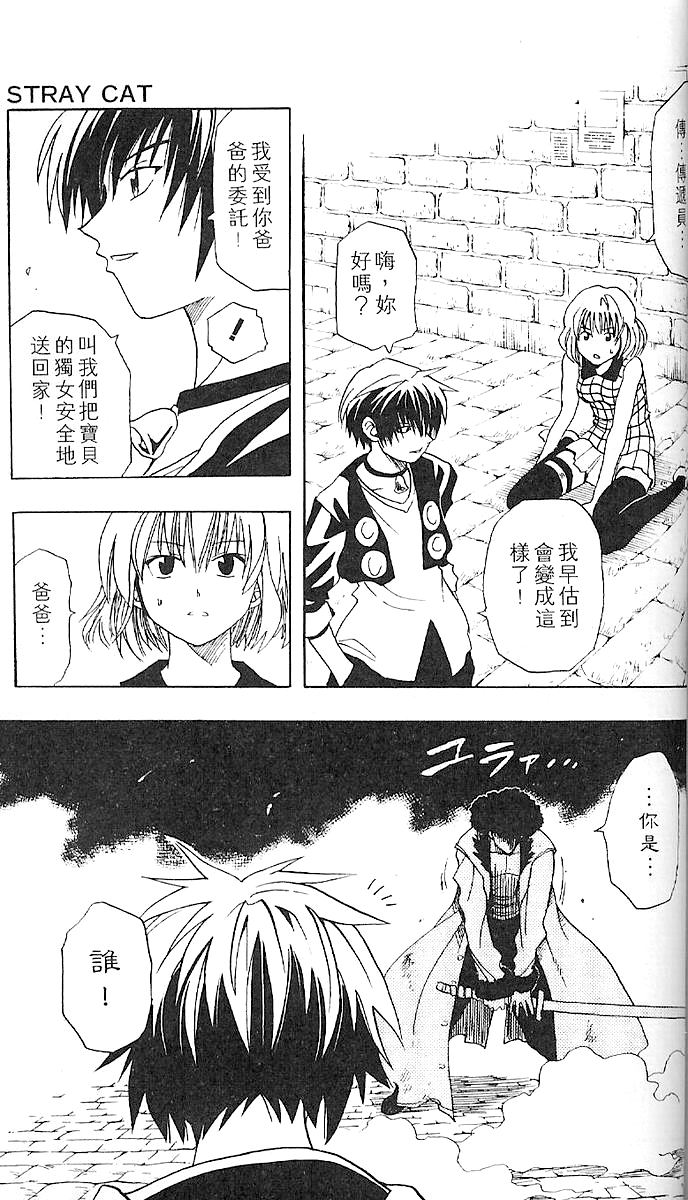 STRAY CAT
傳…傳遞員…
嗨，妳
好嗎？
我早估到
會變成這
樣了！
我受到你爸
爸的委託！
！
叫我們把寶貝
的獨女安全地
送回家！
爸爸…
ユラァ…
…你是…
誰！